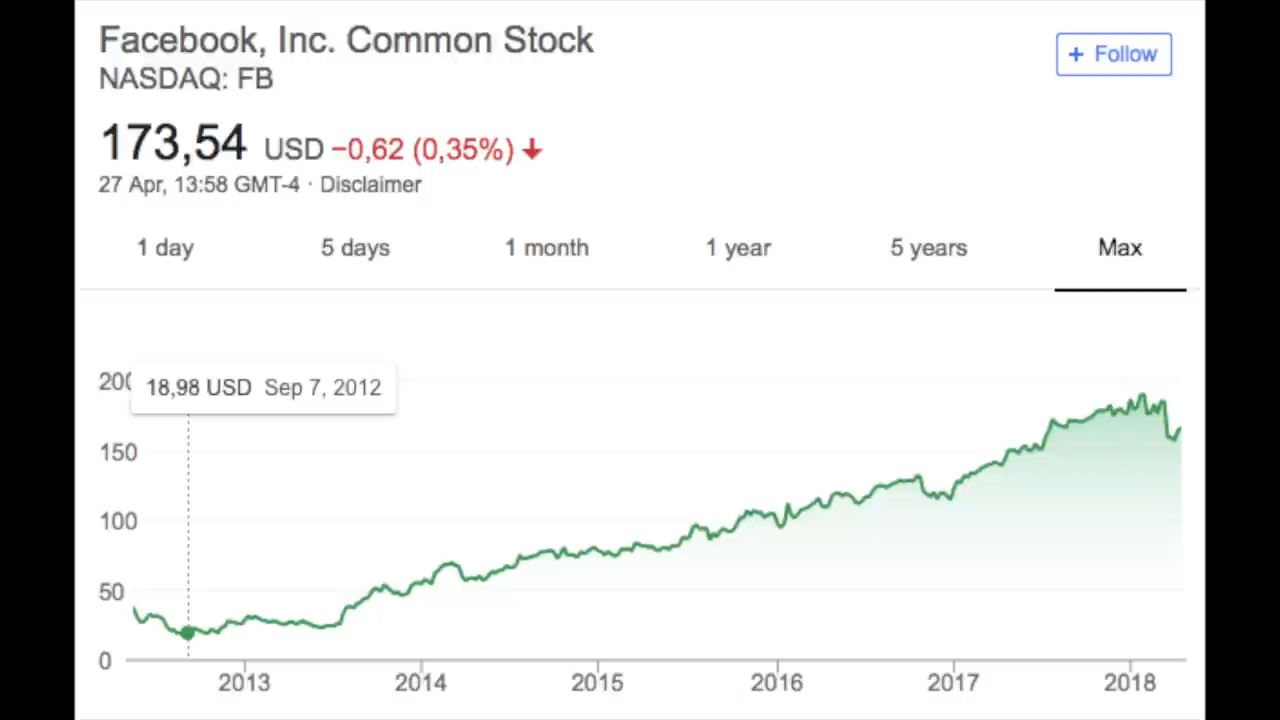 Facebook, Inc. Common Stock
+ Follow
NASDAQ: FB
173,54 USD −0,62 (0,35%)
27 Apr, 13:58 GMT-4 · Disclaimer
1 day 5 days 1 month 1 year 5 years Max
200
18,98 USD Sep 7, 2012
150
100
50
0
2013 2014 2015 2016 2017 2018